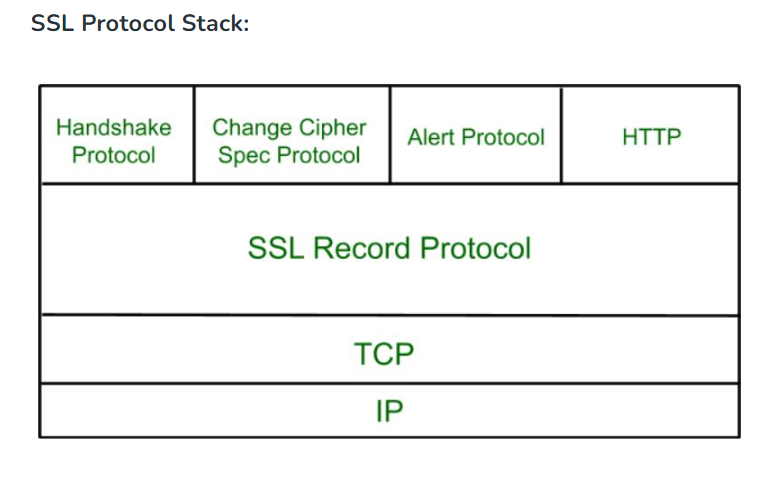 SSL Protocol Stack:
Handshake
Protocol
Change Cipher
Spec Protocol
Alert Protocol
HTTP
SSL Record Protocol
TCP
IP